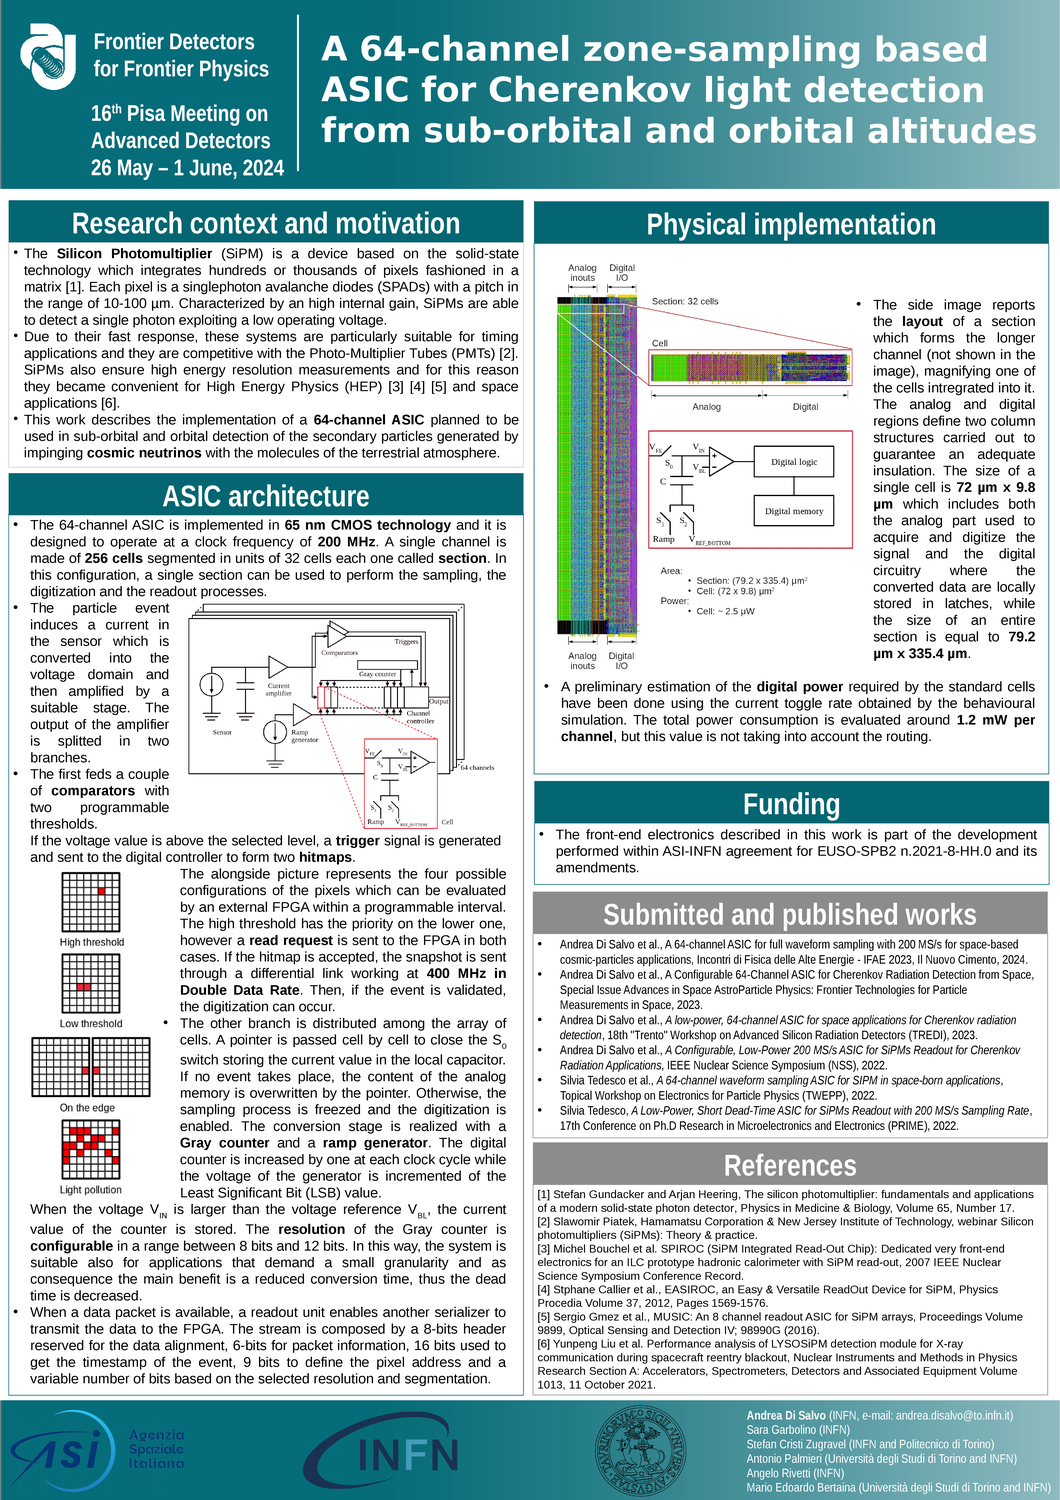 Frontier Detectors
for Frontier Physics
16th Pisa Meeting on
Advanced Detectors
26 May – 1 June, 2024
A 64-channel zone-sampling based
ASIC for Cherenkov light detection
from sub-orbital and orbital altitudes
Research context and motivation
• The Silicon Photomultiplier (SiPM) is a device based on the solid-state
technology which integrates hundreds or thousands of pixels fashioned in a
matrix [1]. Each pixel is a singlephoton avalanche diodes (SPADs) with a pitch in
the range of 10-100 µm. Characterized by an high internal gain, SiPMs are able
to detect a single photon exploiting a low operating voltage.
• Due to their fast response, these systems are particularly suitable for timing
applications and they are competitive with the Photo-Multiplier Tubes (PMTs) [2].
SiPMs also ensure high energy resolution measurements and for this reason
they became convenient for High Energy Physics (HEP) [3] [4] [5] and space
applications [6].
• This work describes the implementation of a 64-channel ASIC planned to be
used in sub-orbital and orbital detection of the secondary particles generated by
impinging cosmic neutrinos with the molecules of the terrestrial atmosphere.
ASIC architecture
• The 64-channel ASIC is implemented in 65 nm CMOS technology and it is
designed to operate at a clock frequency of 200 MHz. A single channel is
made of 256 cells segmented in units of 32 cells each one called section. In
this configuration, a single section can be used to perform the sampling, the
digitization and the readout processes.
• The particle event
induces a current in
the sensor which is
converted into the
voltage domain and
then amplified by a
suitable stage. The
output of the amplifier
is splitted in two
branches.
• The first feds a couple
of comparators with
two programmable
thresholds.
If the voltage value is above the selected level, a trigger signal is generated
and sent to the digital controller to form two hitmaps.
Triggers
Comparators
Gray counter
Current
amplifier
Output
Channel
controller
Sensor
Ramp
generator
VFE
VIN
S0
VBL
C
S1
S2
Ramp
VREF_BOTTOM
Cell
64 channels
High threshold
Low threshold
On the edge
Light pollution
The alongside picture represents the four possible
configurations of the pixels which can be evaluated
by an external FPGA within a programmable interval.
The high threshold has the priority on the lower one,
however a read request is sent to the FPGA in both
cases. If the hitmap is accepted, the snapshot is sent
through a differential link working at 400 MHz in
Double Data Rate. Then, if the event is validated,
the digitization can occur.
• The other branch is distributed among the array of
cells. A pointer is passed cell by cell to close the S0
switch storing the current value in the local capacitor.
If no event takes place, the content of the analog
memory is overwritten by the pointer. Otherwise, the
sampling process is freezed and the digitization is
enabled. The conversion stage is realized with a
Gray counter and a ramp generator. The digital
counter is increased by one at each clock cycle while
the voltage of the generator is incremented of the
Least Significant Bit (LSB) value.
When the voltage VIN is larger than the voltage reference VBL, the current
value of the counter is stored. The resolution of the Gray counter is
configurable in a range between 8 bits and 12 bits. In this way, the system is
suitable also for applications that demand a small granularity and as
consequence the main benefit is a reduced conversion time, thus the dead
time is decreased.
• When a data packet is available, a readout unit enables another serializer to
transmit the data to the FPGA. The stream is composed by a 8-bits header
reserved for the data alignment, 6-bits for packet information, 16 bits used to
get the timestamp of the event, 9 bits to define the pixel address and a
variable number of bits based on the selected resolution and segmentation.
Physical implementation
Analog
inouts
Digital
I/O
Section: 32 cells
Cell
Analog
Digital
VFE
VIN
S0
VBL
C
S1
S2
Ramp
VREF_BOTTOM
Digital logic
Digital memory
Area:
• Section: (79.2 x 335.4) µm2
• Cell: (72 x 9.8) µm2
Power:
• Cell: ~ 2.5 µW
Analog
inouts
Digital
I/O
• The side image reports
the layout of a section
which forms the longer
channel (not shown in the
image), magnifying one of
the cells intregrated into it.
The analog and digital
regions define two column
structures carried out to
guarantee an adequate
insulation. The size of a
single cell is 72 µm x 9.8
µm which includes both
the analog part used to
acquire and digitize the
signal and the digital
circuitry where the
converted data are locally
stored in latches, while
the size of an entire
section is equal to 79.2
µm x 335.4 µm.
• A preliminary estimation of the digital power required by the standard cells
have been done using the current toggle rate obtained by the behavioural
simulation. The total power consumption is evaluated around 1.2 mW per
channel, but this value is not taking into account the routing.
Funding
• The front-end electronics described in this work is part of the development
performed within ASI-INFN agreement for EUSO-SPB2 n.2021-8-HH.0 and its
amendments.
Submitted and published works
• Andrea Di Salvo et al., A 64-channel ASIC for full waveform sampling with 200 MS/s for space-based
cosmic-particles applications, Incontri di Fisica delle Alte Energie - IFAE 2023, Il Nuovo Cimento, 2024.
• Andrea Di Salvo et al., A Configurable 64-Channel ASIC for Cherenkov Radiation Detection from Space,
Special Issue Advances in Space AstroParticle Physics: Frontier Technologies for Particle
Measurements in Space, 2023.
• Andrea Di Salvo et al., A low-power, 64-channel ASIC for space applications for Cherenkov radiation
detection, 18th "Trento" Workshop on Advanced Silicon Radiation Detectors (TREDI), 2023.
• Andrea Di Salvo et al., A Configurable, Low-Power 200 MS/s ASIC for SiPMs Readout for Cherenkov
Radiation Applications, IEEE Nuclear Science Symposium (NSS), 2022.
• Silvia Tedesco et al., A 64-channel waveform sampling ASIC for SIPM in space-born applications,
Topical Workshop on Electronics for Particle Physics (TWEPP), 2022.
• Silvia Tedesco, A Low-Power, Short Dead-Time ASIC for SiPMs Readout with 200 MS/s Sampling Rate,
17th Conference on Ph.D Research in Microelectronics and Electronics (PRIME), 2022.
References
[1] Stefan Gundacker and Arjan Heering, The silicon photomultiplier: fundamentals and applications
of a modern solid-state photon detector, Physics in Medicine & Biology, Volume 65, Number 17.
[2] Slawomir Piatek, Hamamatsu Corporation & New Jersey Institute of Technology, webinar Silicon
photomultipliers (SiPMs): Theory & practice.
[3] Michel Bouchel et al. SPIROC (SiPM Integrated Read-Out Chip): Dedicated very front-end
electronics for an ILC prototype hadronic calorimeter with SiPM read-out, 2007 IEEE Nuclear
Science Symposium Conference Record.
[4] Stphane Callier et al., EASIROC, an Easy & Versatile ReadOut Device for SiPM, Physics
Procedia Volume 37, 2012, Pages 1569-1576.
[5] Sergio Gmez et al., MUSIC: An 8 channel readout ASIC for SiPM arrays, Proceedings Volume
9899, Optical Sensing and Detection IV; 98990G (2016).
[6] Yunpeng Liu et al. Performance analysis of LYSOSiPM detection module for X-ray
communication during spacecraft reentry blackout, Nuclear Instruments and Methods in Physics
Research Section A: Accelerators, Spectrometers, Detectors and Associated Equipment Volume
1013, 11 October 2021.
ASI
Agenzia
Spaziale
Italiana
INFN
Andrea Di Salvo (INFN, e-mail: andrea.disalvo@to.infn.it)
Sara Garbolino (INFN)
Stefan Cristi Zugravel (INFN and Politecnico di Torino)
Antonio Palmieri (Università degli Studi di Torino and INFN)
Angelo Rivetti (INFN)
Mario Edoardo Bertaina (Università degli Studi di Torino and INFN)